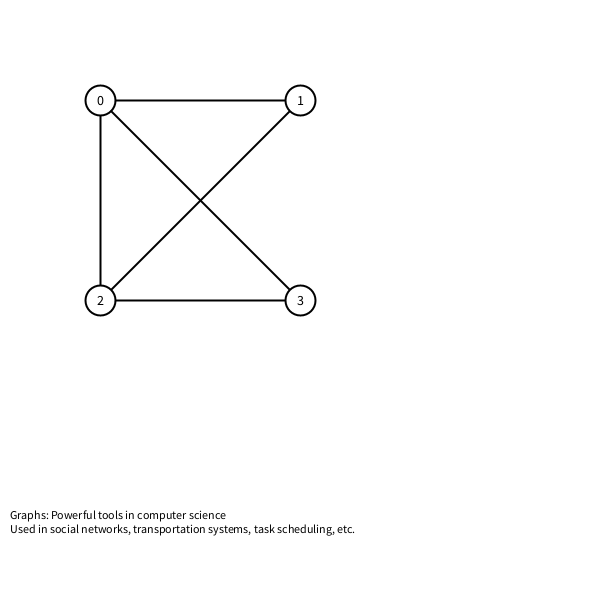 0
1
2
3
Graphs: Powerful tools in computer science
Used in social networks, transportation systems, task scheduling, etc.